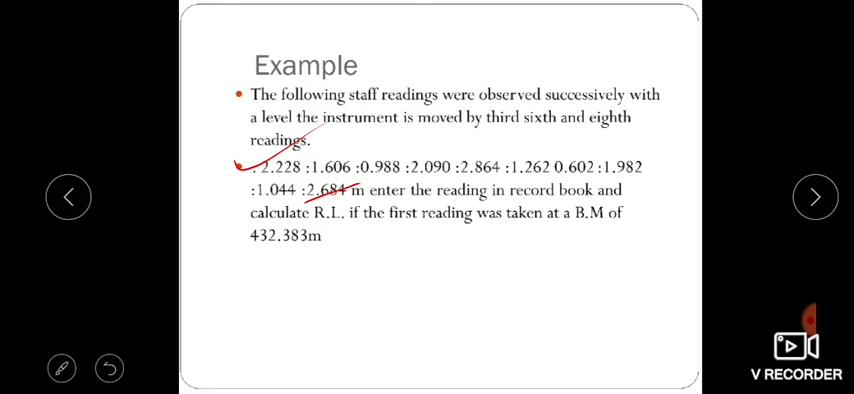 Example
The following staff readings were observed successively with
a level the instrument is moved by third sixth and eighth
readings.
. 2.228 :1.606 :0.988 :2.090 :2.864 :1.262 0.602 :1.982
:1.044 :2.684 m enter the reading in record book and
calculate R.L. if the first reading was taken at a B.M of
432.383m
V RECORDER